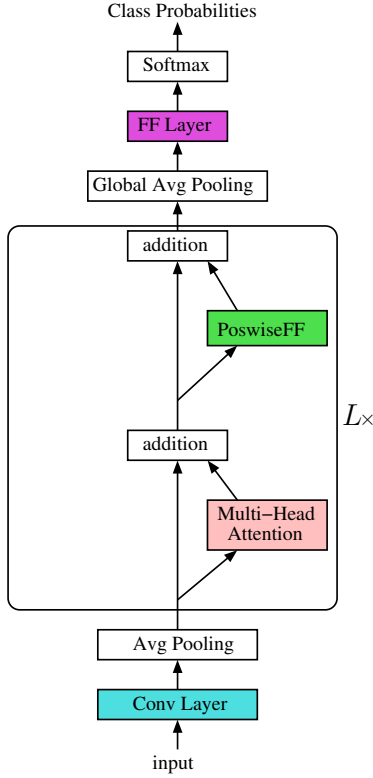 Class Probabilities
Softmax
FF Layer
Global Avg Pooling
addition
PoswiseFF
L×
addition
Multi−Head
Attention
Avg Pooling
Conv Layer
input